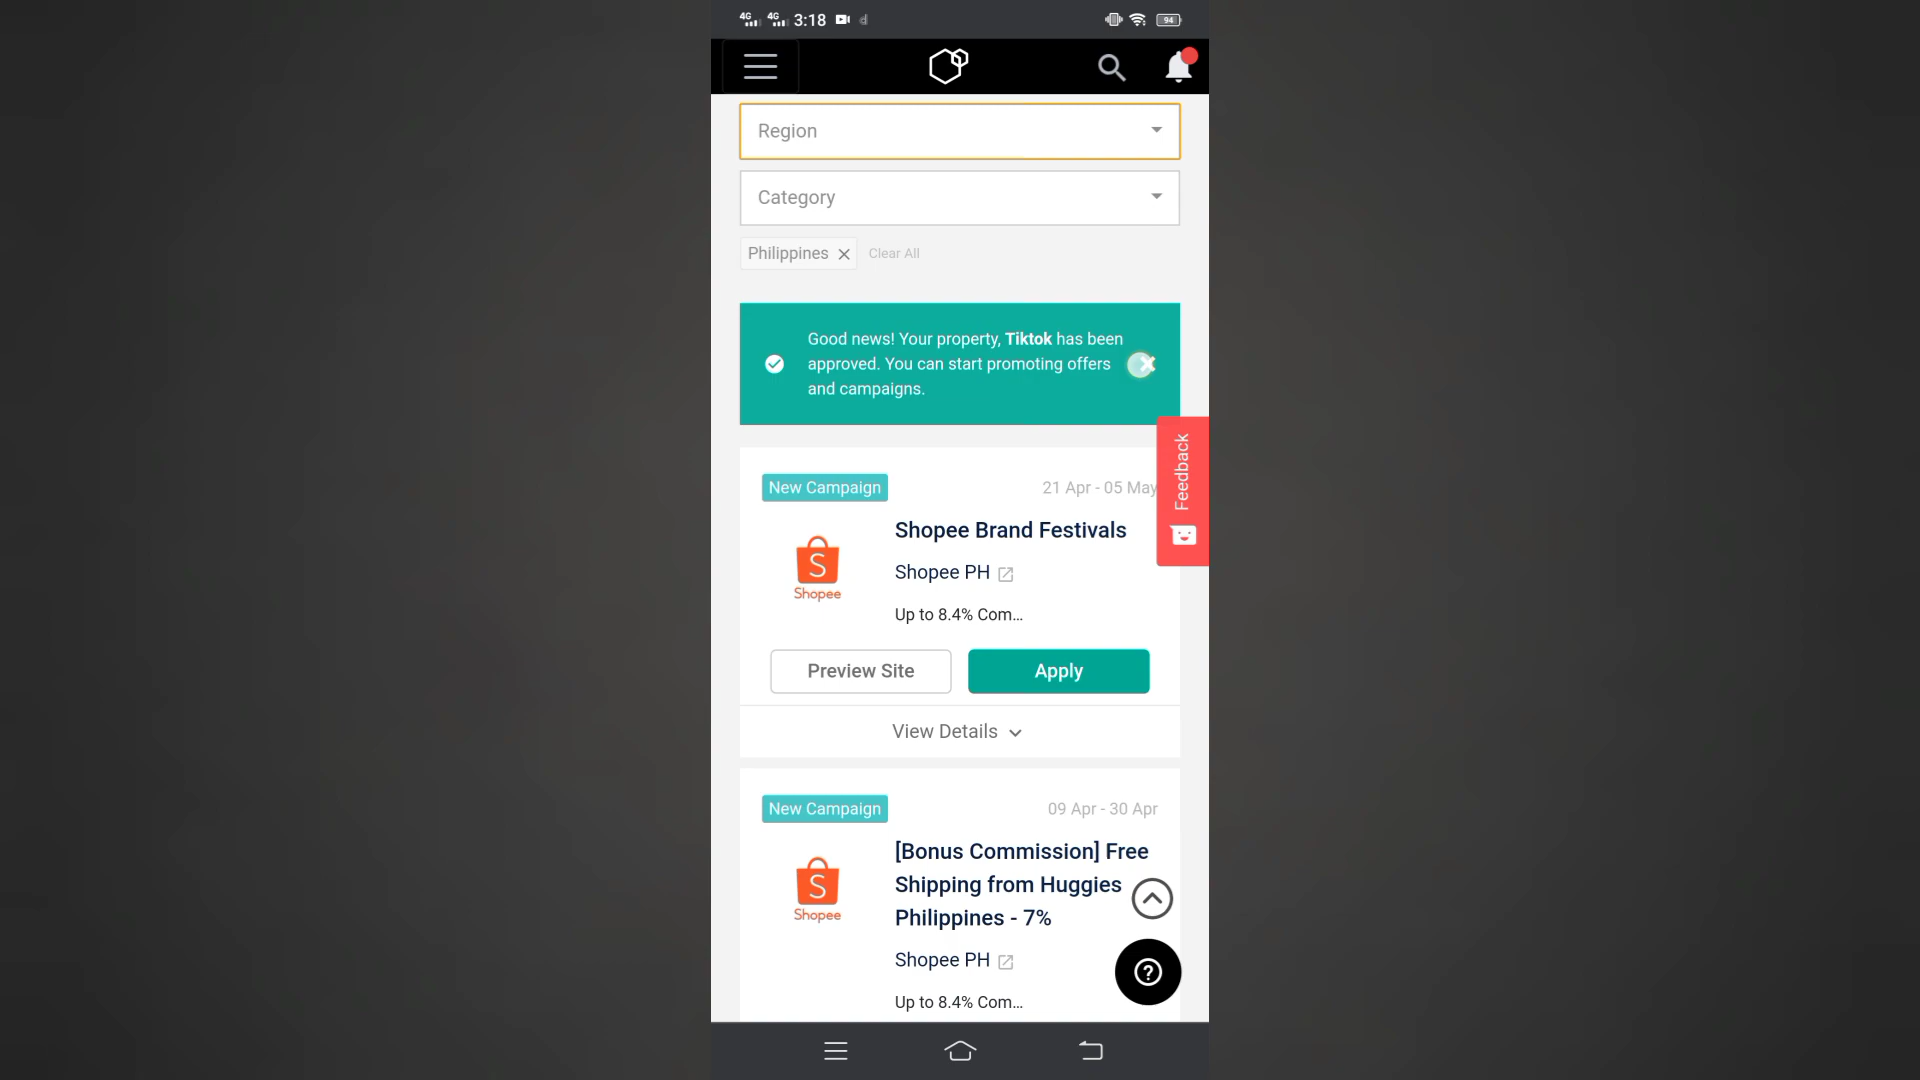 4G 4G 3:18 94
Region
Category
Philippines Clear All
Good news! Your property, Tiktok has been
approved. You can start promoting offers
and campaigns.
Feedback
New Campaign 21 Apr - 05 May
Shopee Brand Festivals
Shopee PH
S
Shopee
Up to 8.4% Com...
Preview Site Apply
View Details
New Campaign 09 Apr - 30 Apr
[Bonus Commission] Free
Shipping from Huggies
Philippines - 7%
S
Shopee
Shopee PH
Up to 8.4% Com...
?